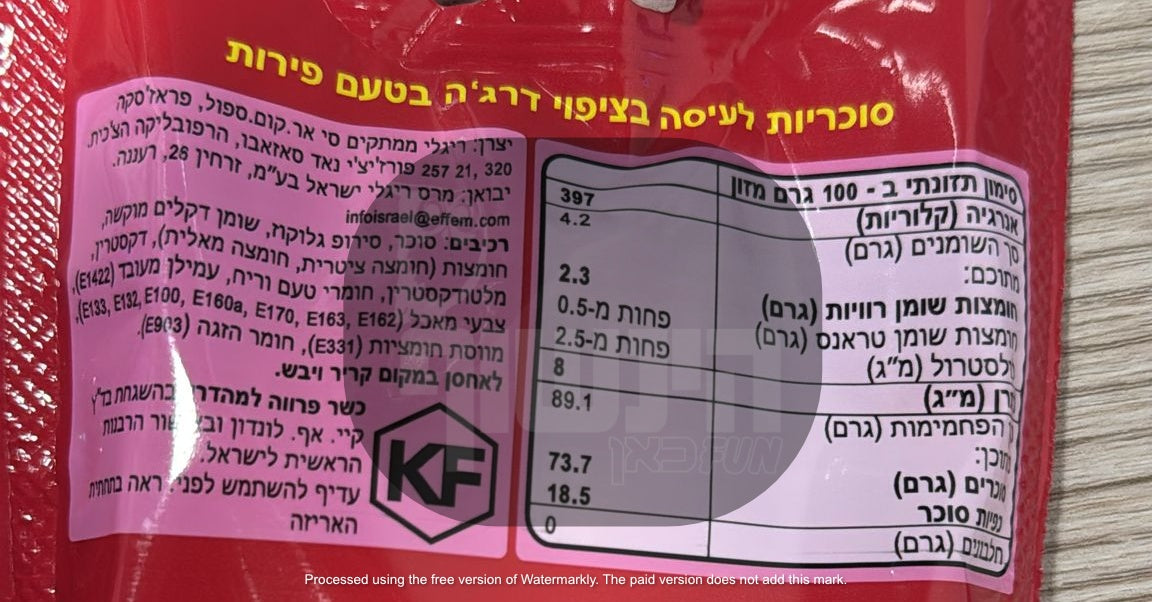 סוכריות לעיסה בציפוי דרג'ה בטעם פירות
יצרן: ריגלי ממתקים סי אר.קום.ספול, פראז'סקה
320, 257 21 פורז'יצ'י נאד סאזאבו, הרפובליקה הצ'כית.
יבואן: מרס ריגלי ישראל בע"מ, זרחין 26, רעננה.
infoisrael@effem.com
רכיבים: סוכר, סירופ גלוקוז, שומן דקלים מוקשה,
חומצות (חומצה ציטרית, חומצה מאלית), דקסטרין,
מלטודקסטרין, חומרי טעם וריח, עמילן מעובד (E1422),
צבעי מאכל (E133, E132, E100, E160a, E170, E163, E162),
מווסת חומציות (E331), חומר הזגה (E903).
לאחסן במקום קריר ויבש.
כשר פרווה למהדרין בהשגחת בד"ץ
קיי. אף. לונדון ובאישור הרבנות
הראשית לישראל.
עדיף להשתמש לפני: ראה בתחתית
האריזה
KF
סימון תזונתי ב - 100 גרם מזון
אנרגיה (קלוריות) 397
סך השומנים (גרם) 4.2
מתוכם:
חומצות שומן רוויות (גרם) 2.3
חומצות שומן טראנס (גרם) פחות מ-0.5
כולסטרול (מ"ג) פחות מ-2.5
נתרן (מ"ג) 8
סך הפחמימות (גרם) 89.1
מתוכן:
סוכרים (גרם) 73.7
כפיות סוכר 18.5
חלבונים (גרם) 0
כאן FUN
Processed using the free version of Watermarkly. The paid version does not add this mark.